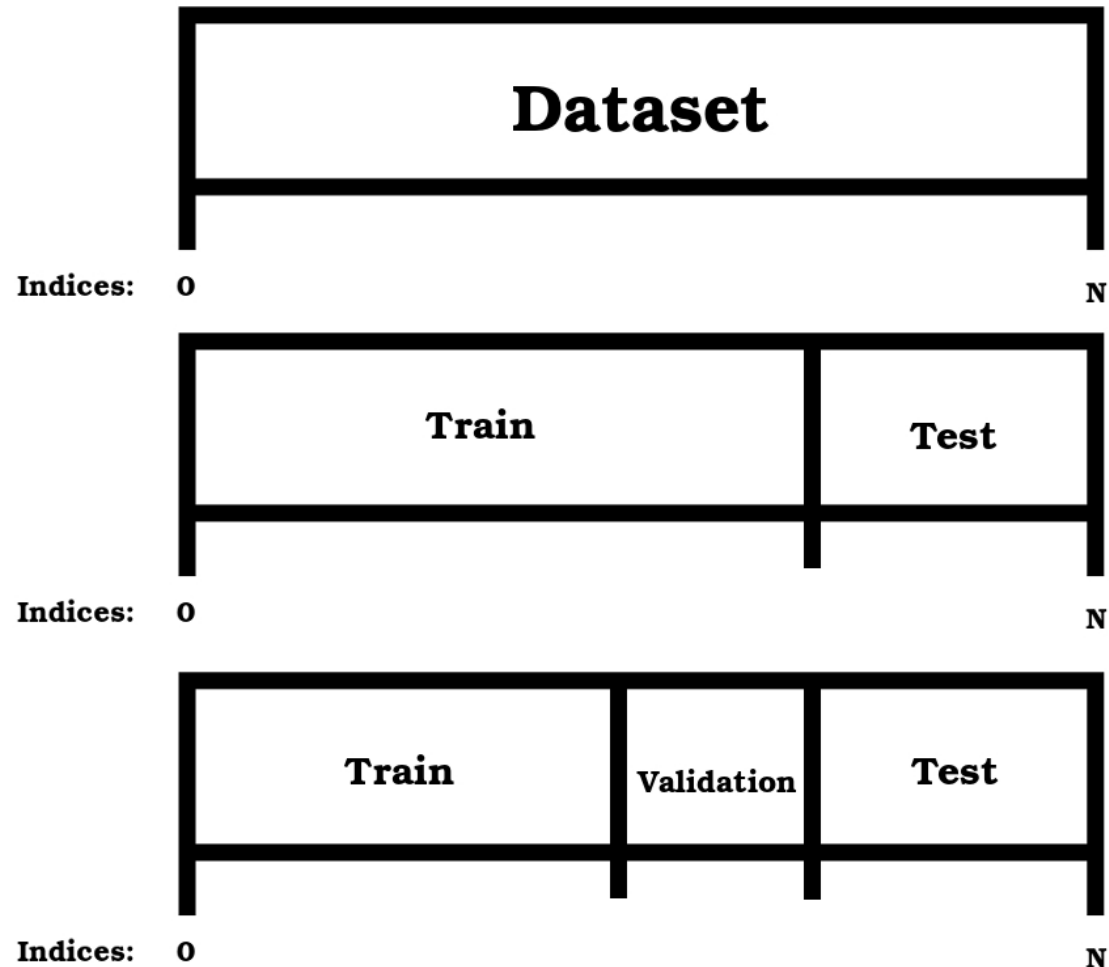 Dataset
Indices: 0 N
Train Test
Indices: 0 N
Train Validation Test
Indices: 0 N